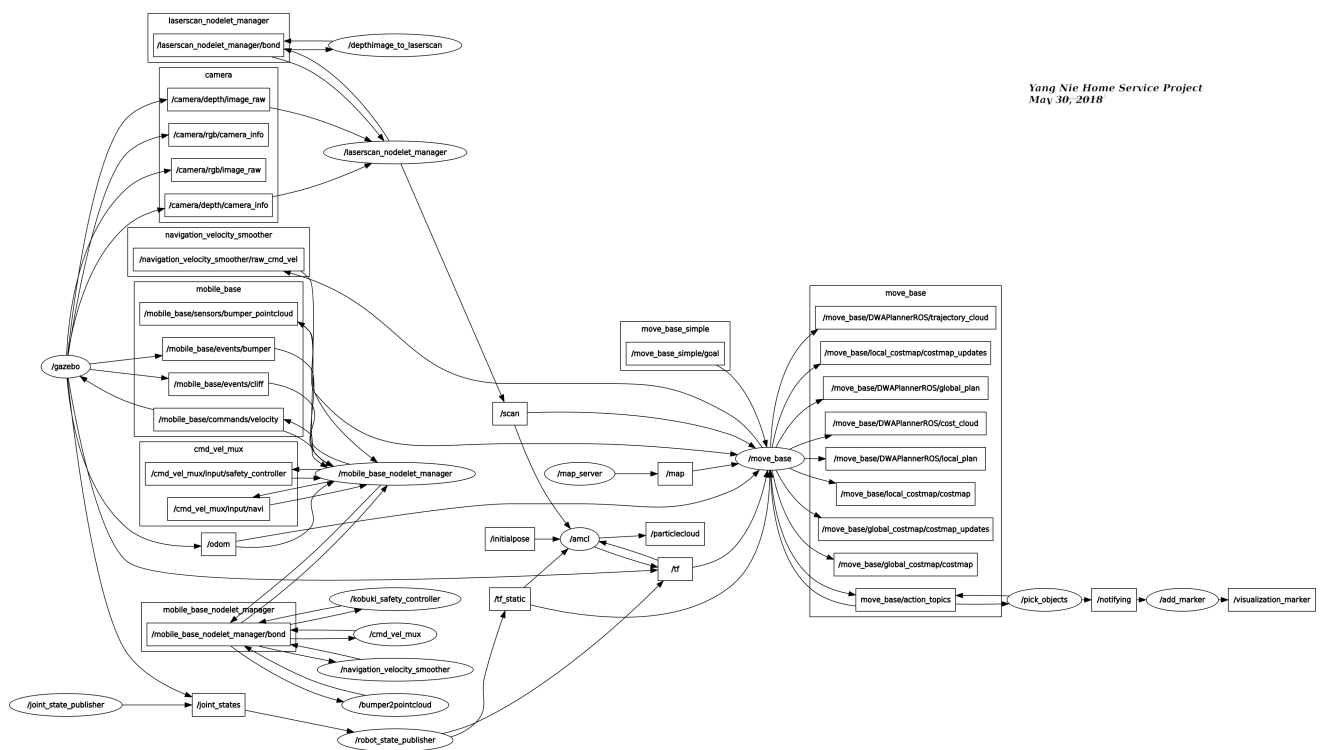 laserscan_nodelet_manager
/laserscan_nodelet_manager/bond
/depthimage_to_laserscan
camera
/camera/depth/image_raw
/camera/rgb/camera_info
/camera/rgb/image_raw
/camera/depth/camera_info
/laserscan_nodelet_manager
Yang Nie Home Service Project
May 30, 2018
navigation_velocity_smoother
/navigation_velocity_smoother/raw_cmd_vel
mobile_base
/mobile_base/sensors/bumper_pointcloud
/mobile_base/events/bumper
/mobile_base/events/cliff
/mobile_base/commands/velocity
/gazebo
cmd_vel_mux
/cmd_vel_mux/input/safety_controller
/cmd_vel_mux/input/navi
/mobile_base_nodelet_manager
/odom
mobile_base_nodelet_manager
/mobile_base_nodelet_manager/bond
/kobuki_safety_controller
/cmd_vel_mux
/navigation_velocity_smoother
/bumper2pointcloud
/joint_state_publisher
/joint_states
/robot_state_publisher
/scan
/map_server
/map
/initialpose
/amcl
/particlecloud
/tf
/tf_static
move_base_simple
/move_base_simple/goal
/move_base
move_base
/move_base/DWAPlannerROS/trajectory_cloud
/move_base/local_costmap/costmap_updates
/move_base/DWAPlannerROS/global_plan
/move_base/DWAPlannerROS/cost_cloud
/move_base/DWAPlannerROS/local_plan
/move_base/local_costmap/costmap
/move_base/global_costmap/costmap_updates
/move_base/global_costmap/costmap
move_base/action_topics
/pick_objects
/notifying
/add_marker
/visualization_marker